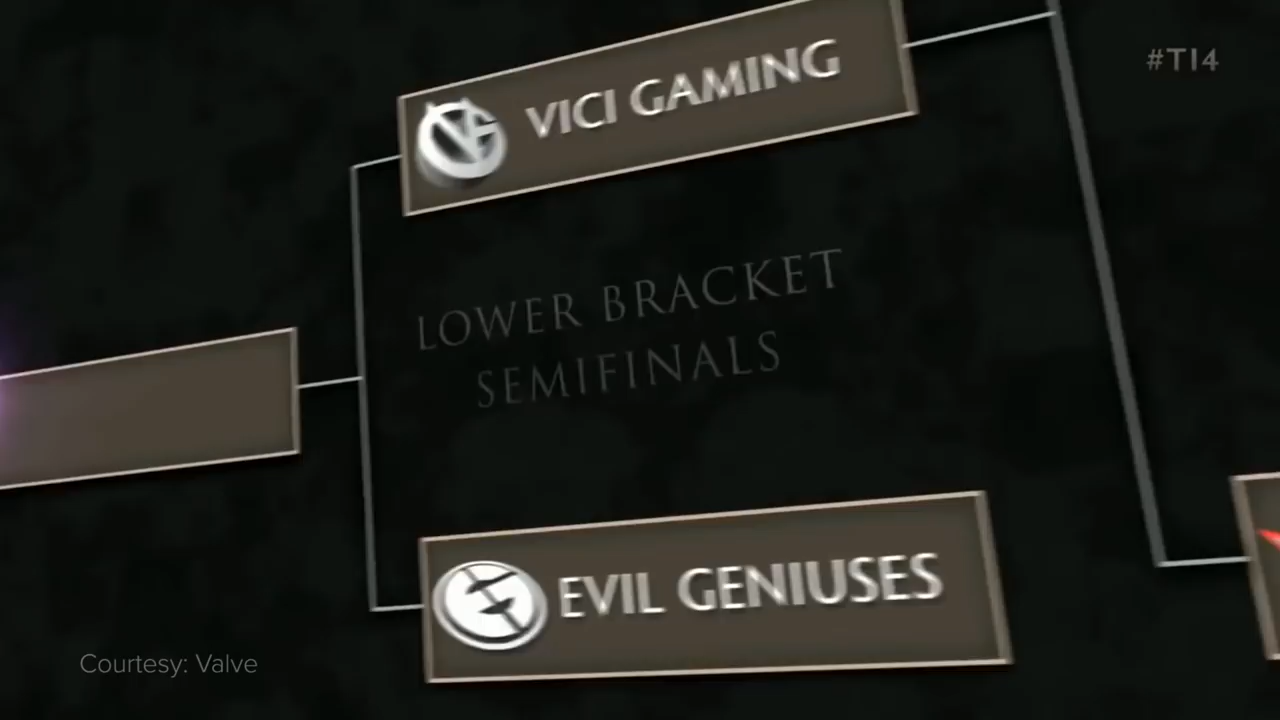 #TI4
VICI GAMING
LOWER BRACKET
SEMIFINALS
EVIL GENIUSES
Courtesy: Valve